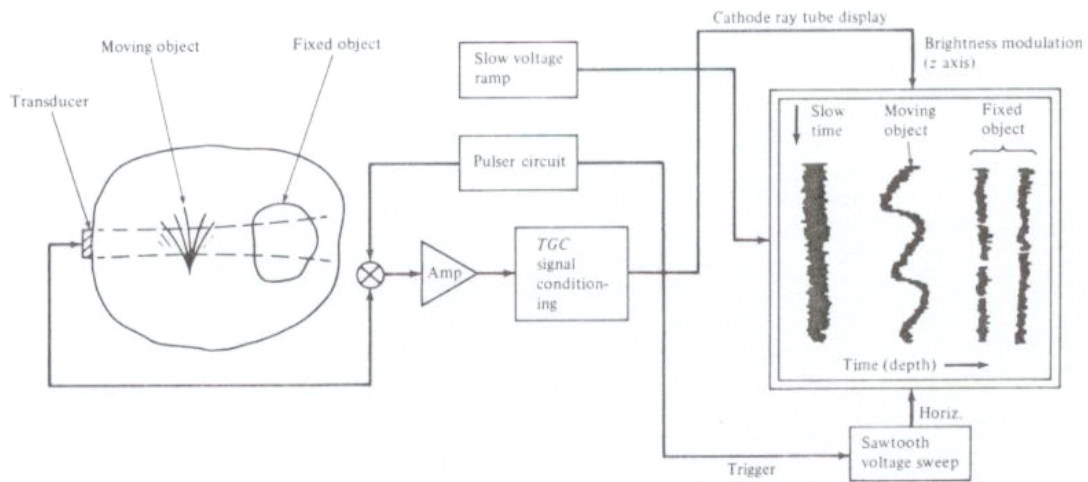 Cathode ray tube display
Moving object
Fixed object
Transducer
Slow voltage
ramp
Brightness modulation
(z axis)
Pulser circuit
Slow
time
Moving
object
Fixed
object
Amp
TGC
signal
condition-
ing
Time (depth)
Horiz.
Trigger
Sawtooth
voltage sweep